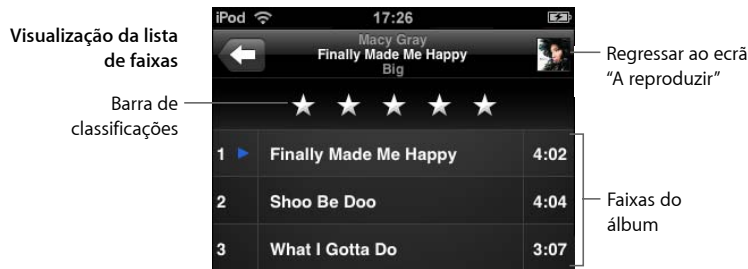 Visualização da lista
de faixas
Barra de
classificações
iPod 17:26
Macy Gray
Finally Made Me Happy
Big
1 Finally Made Me Happy 4:02
2 Shoo Be Doo 4:04
3 What I Gotta Do 3:07
Regressar ao ecrã
“A reproduzir”
Faixas do
álbum